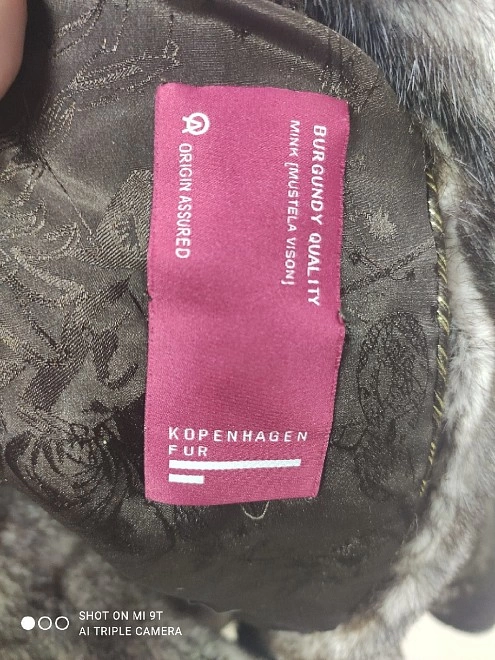 BURGUNDY QUALITY
MINK [MUSTELA VISON]
ORIGIN ASSURED
KOPENHAGEN
FUR
SHOT ON MI 9T
AI TRIPLE CAMERA